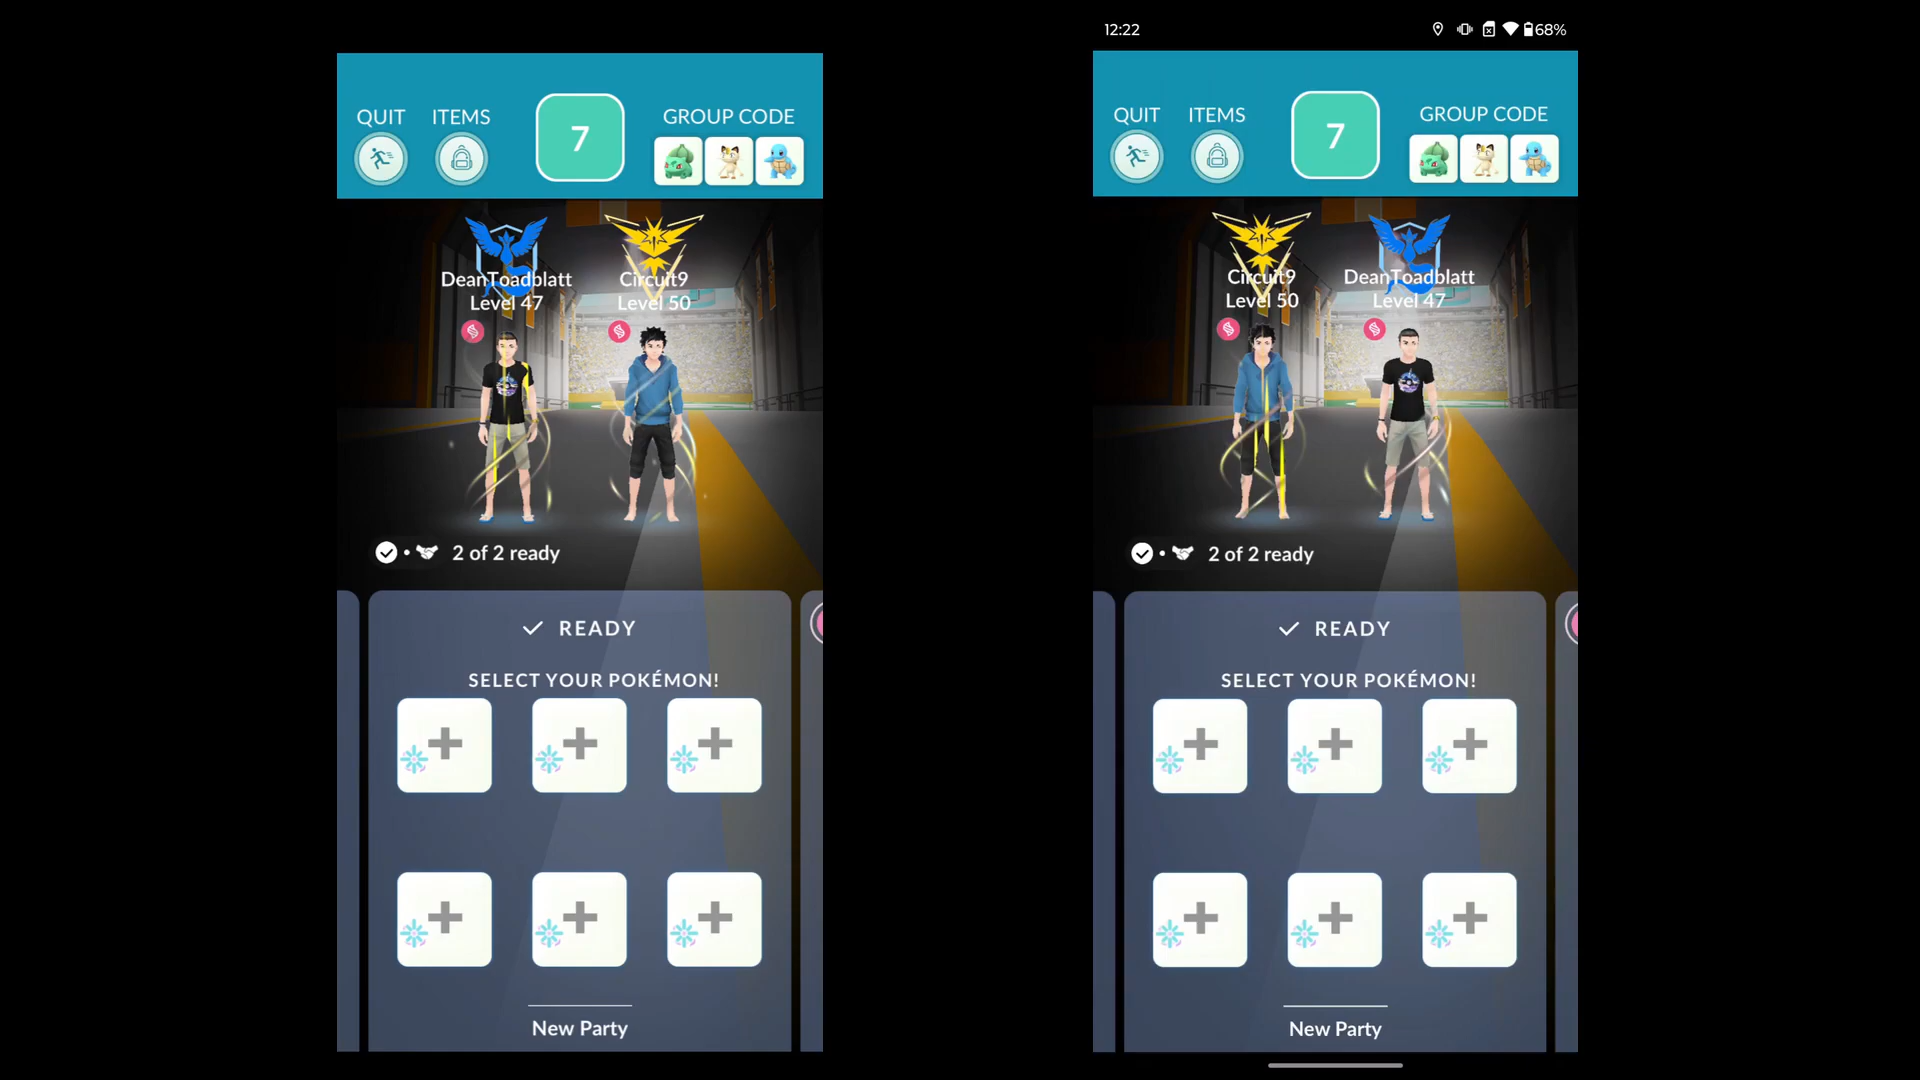 QUIT ITEMS 7 GROUP CODE
DeanToadblatt Circuit9
Level 47 Level 50
2 of 2 ready
READY
SELECT YOUR POKÉMON!
New Party
12:22 68%
QUIT ITEMS 7 GROUP CODE
Circuit9 DeanToadblatt
Level 50 Level 47
2 of 2 ready
READY
SELECT YOUR POKÉMON!
New Party